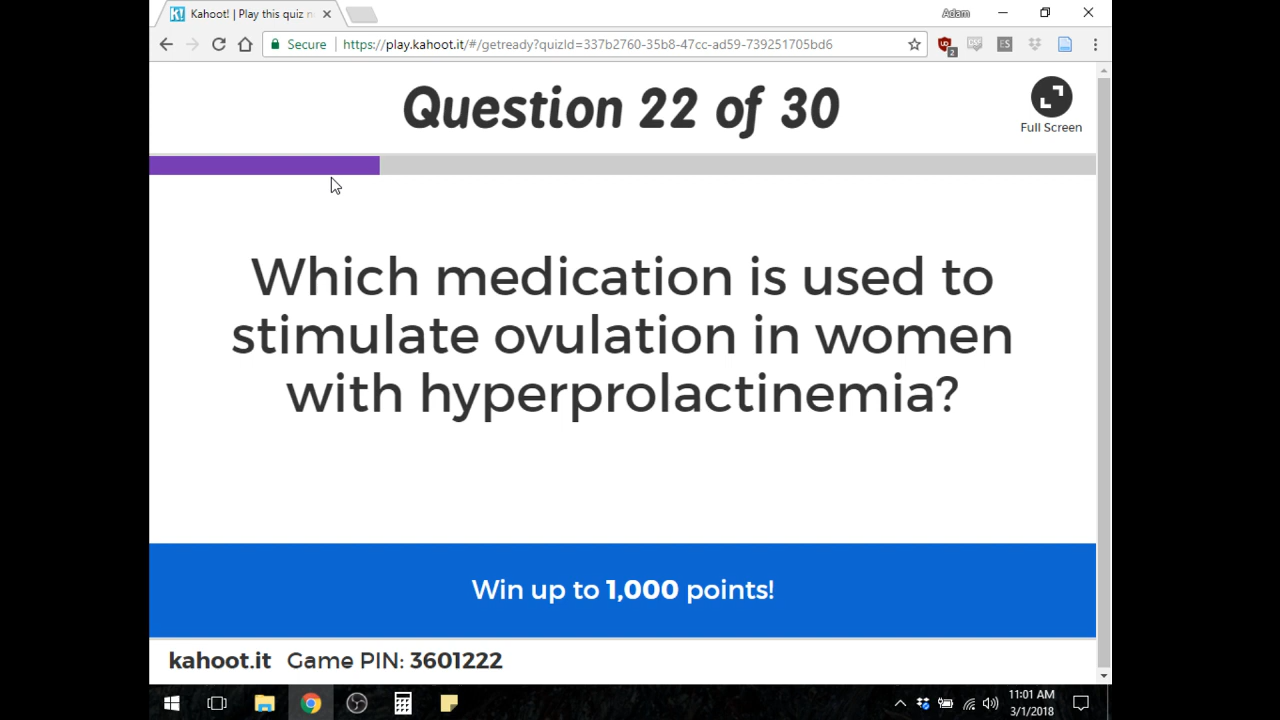 Kahoot! | Play this quiz n
Adam
Secure https://play.kahoot.it/#/getready?quizId=337b2760-35b8-47cc-ad59-739251705bd6
2
ES
Question 22 of 30
Full Screen
Which medication is used to
stimulate ovulation in women
with hyperprolactinemia?
Win up to 1,000 points!
kahoot.it Game PIN: 3601222
11:01 AM
3/1/2018